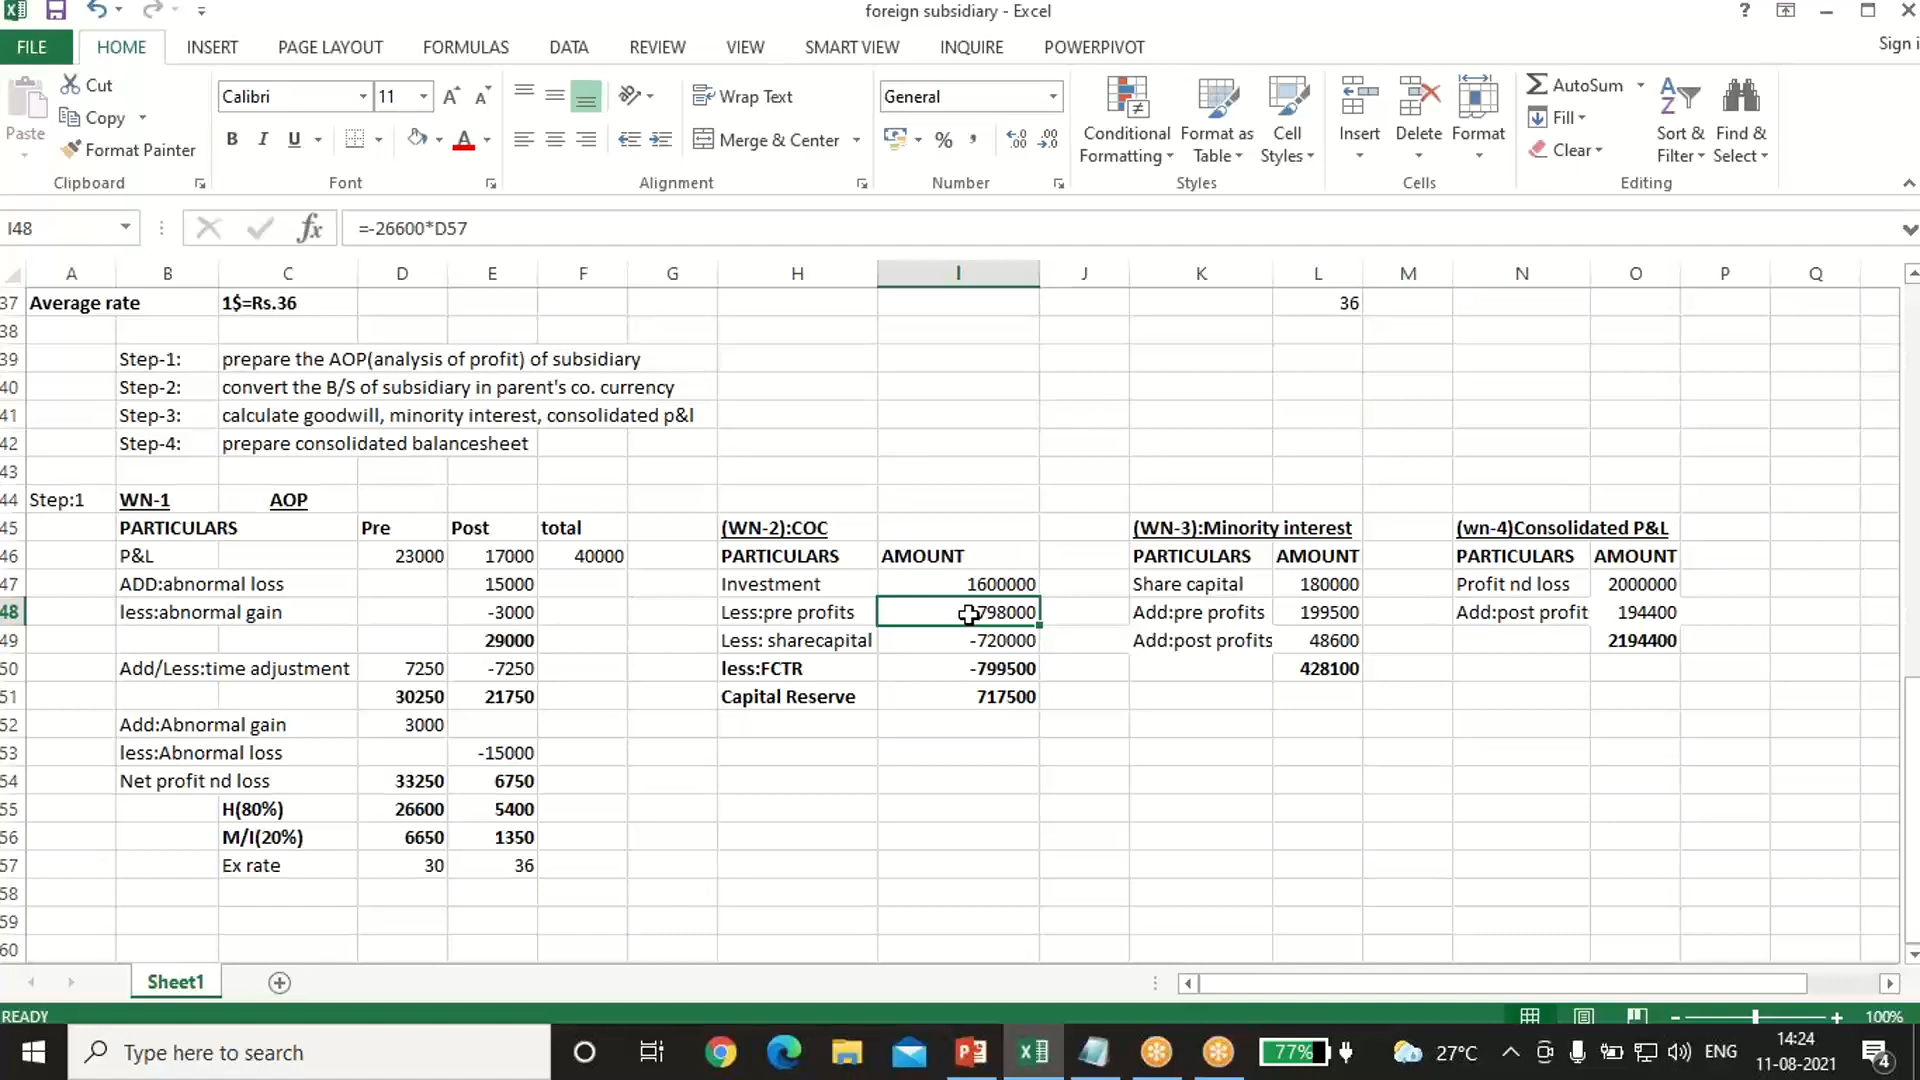 foreign subsidiary - Excel
?
FILE HOME INSERT PAGE LAYOUT FORMULAS DATA REVIEW VIEW SMART VIEW INQUIRE POWERPIVOT Sign i
Paste
Cut
Copy
Format Painter
Clipboard
Calibri 11
B I U
Font
Wrap Text
Merge & Center
Alignment
General
%
Number
Conditional Formatting
Format as Table
Cell Styles
Styles
Insert
Delete
Format
Cells
AutoSum
Fill
Clear
Sort & Filter
Find & Select
Editing
I48 fx =-26600*D57
A B C D E F G H I J K L M N O P Q
37 Average rate 1$=Rs.36 36
38
39 Step-1: prepare the AOP(analysis of profit) of subsidiary
40 Step-2: convert the B/S of subsidiary in parent's co. currency
41 Step-3: calculate goodwill, minority interest, consolidated p&l
42 Step-4: prepare consolidated balancesheet
43
44 Step:1 WN-1 AOP
45 PARTICULARS Pre Post total (WN-2):COC (WN-3):Minority interest (wn-4)Consolidated P&L
46 P&L 23000 17000 40000 PARTICULARS AMOUNT PARTICULARS AMOUNT PARTICULARS AMOUNT
47 ADD:abnormal loss 15000 Investment 1600000 Share capital 180000 Profit nd loss 2000000
48 less:abnormal gain -3000 Less:pre profits 798000 Add:pre profits 199500 Add:post profit 194400
49 29000 Less: sharecapital -720000 Add:post profits 48600 2194400
50 Add/Less:time adjustment 7250 -7250 less:FCTR -799500 428100
51 30250 21750 Capital Reserve 717500
52 Add:Abnormal gain 3000
53 less:Abnormal loss -15000
54 Net profit nd loss 33250 6750
55 H(80%) 26600 5400
56 M/I(20%) 6650 1350
57 Ex rate 30 36
58
59
60
Sheet1
READY 100%
Type here to search
77% 27°C ENG 14:24
11-08-2021
4